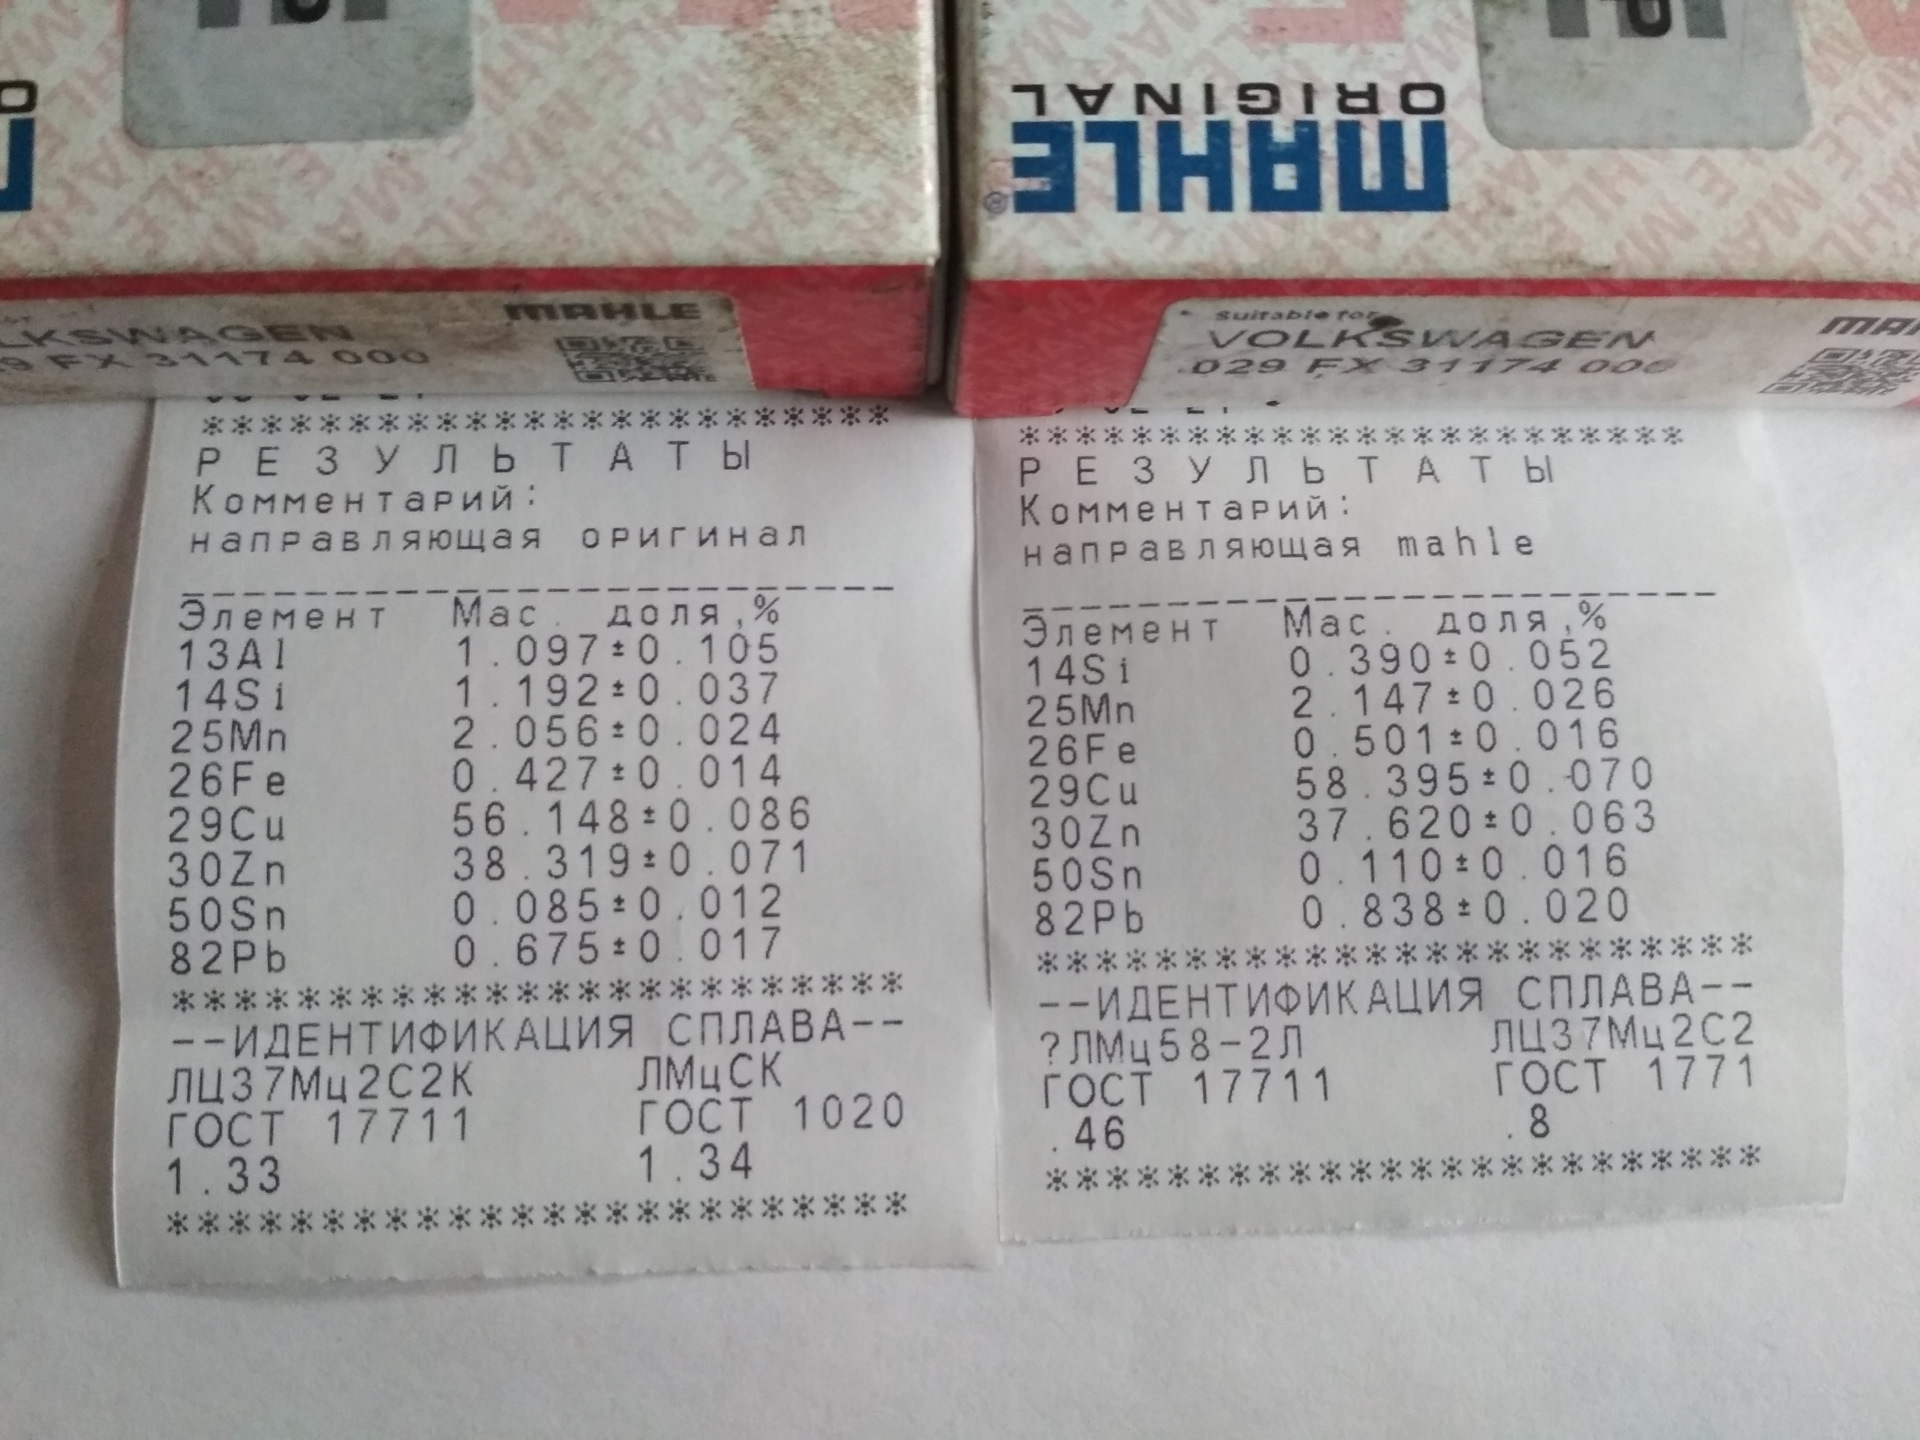 MAHLE
ORIGINAL
MAHLE
VOLKSWAGEN
FX 31174 000
Suitable for
VOLKSWAGEN
029 FX 31174 000
*************************
РЕЗУЛЬТАТЫ
Комментарий:
направляющая оригинал
Элемент Мас. доля,%
13Al 1.097±0.105
14Si 1.192±0.037
25Mn 2.056±0.024
26Fe 0.427±0.014
29Cu 56.148±0.086
30Zn 38.319±0.071
50Sn 0.085±0.012
82Pb 0.675±0.017
************************
--ИДЕНТИФИКАЦИЯ СПЛАВА--
ЛЦ37Мц2С2К ЛМцСК
ГОСТ 17711 ГОСТ 1020
1.33 1.34
************************
************************
РЕЗУЛЬТАТЫ
Комментарий:
направляющая mahle
Элемент Мас. доля,%
14Si 0.390±0.052
25Mn 2.147±0.026
26Fe 0.501±0.016
29Cu 58.395±0.070
30Zn 37.620±0.063
50Sn 0.110±0.016
82Pb 0.838±0.020
************************
--ИДЕНТИФИКАЦИЯ СПЛАВА--
?ЛМц58-2Л ЛЦ37Мц2С2
ГОСТ 17711 ГОСТ 1771
.46 .8
************************